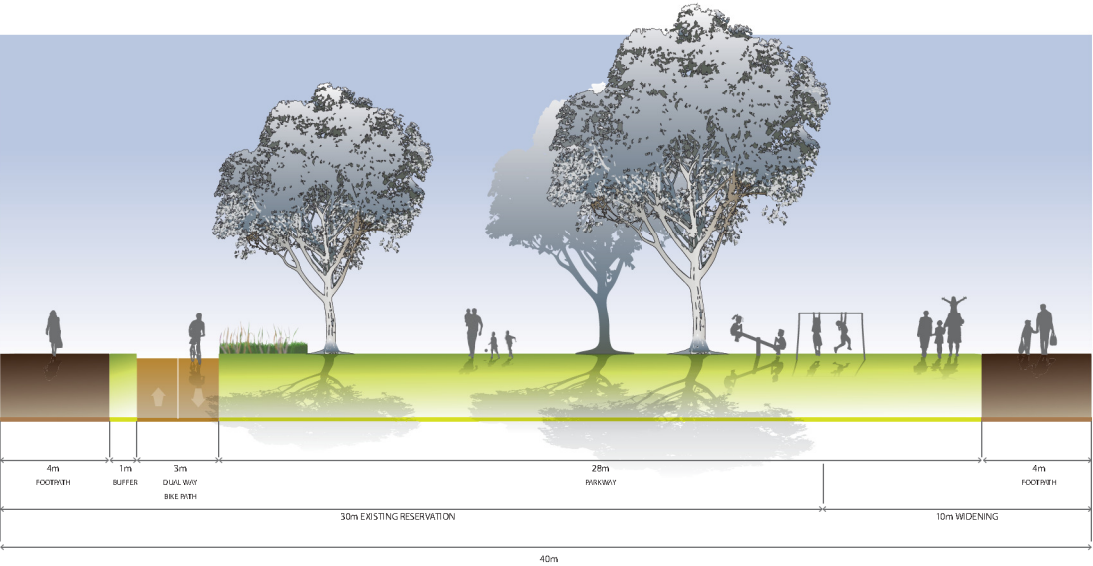 4m
FOOTPATH
1m
BUFFER
3m
DUAL WAY
BIKE PATH
28m
PARKWAY
4m
FOOTPATH
30m EXISTING RESERVATION
10m WIDENING
40m